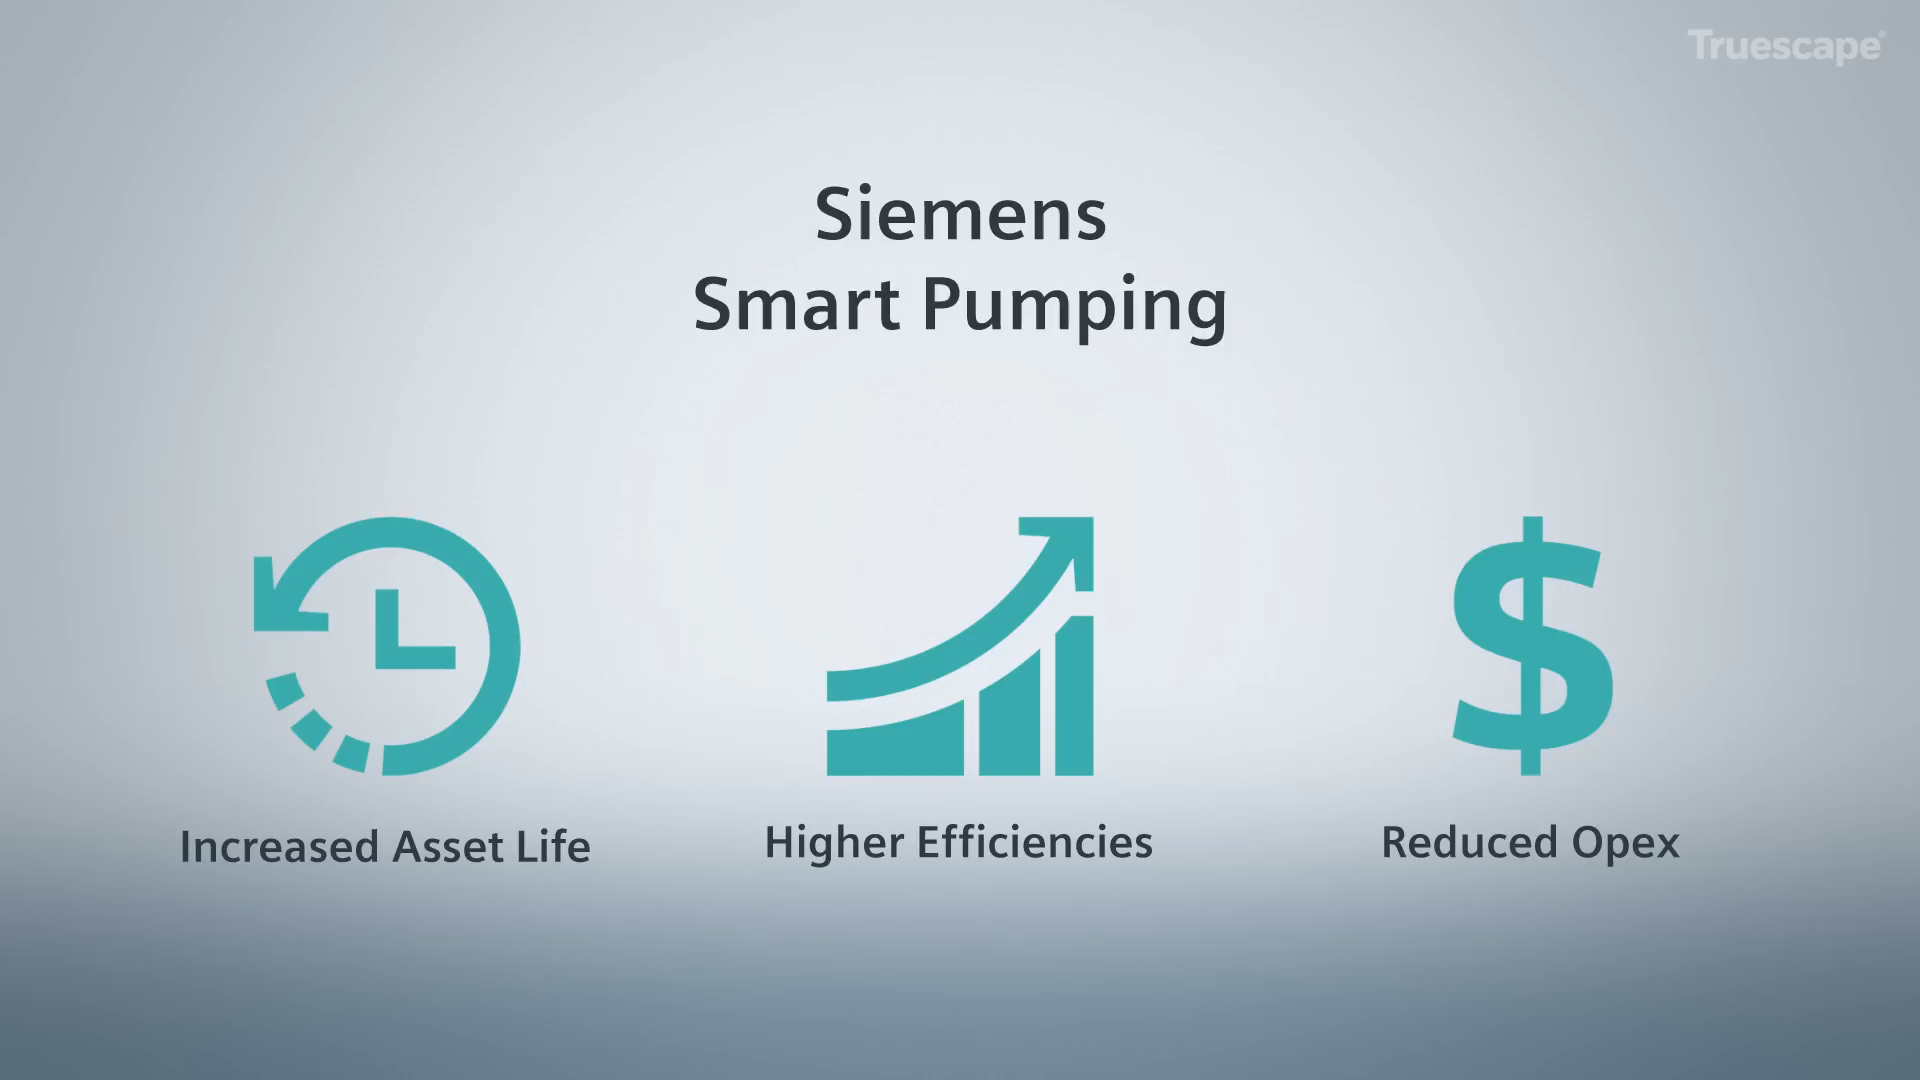 Truescape
Siemens
Smart Pumping
Increased Asset Life
Higher Efficiencies
Reduced Opex